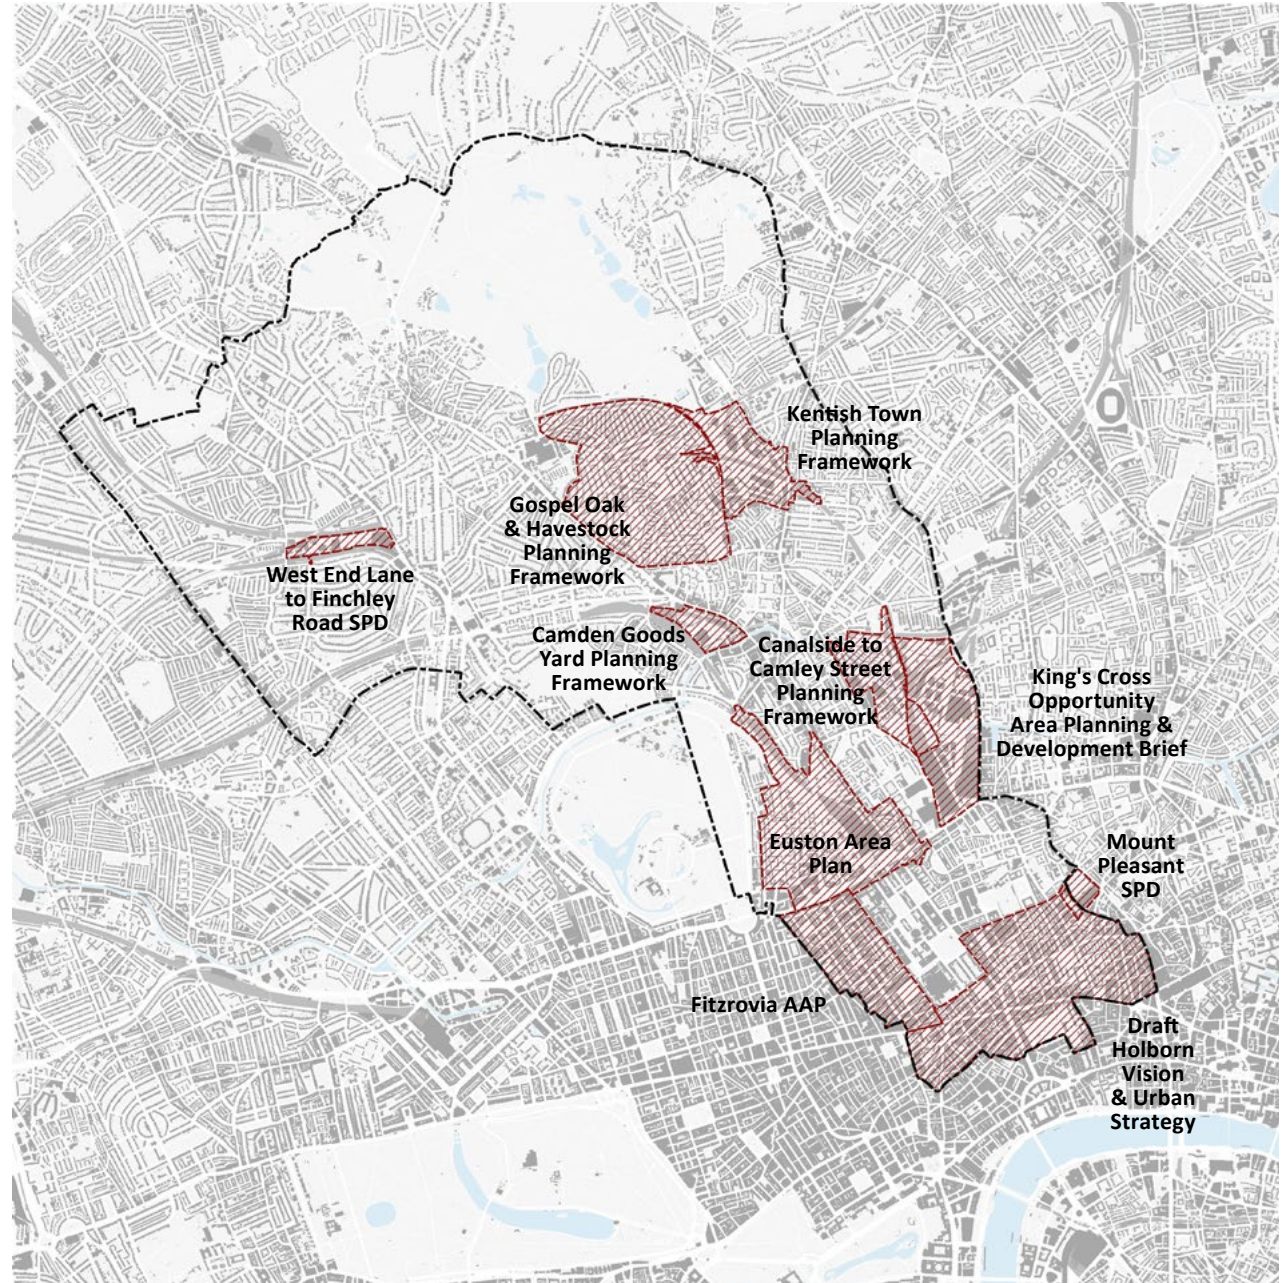 Kentish Town
Planning
Framework
Gospel Oak
& Havestock
Planning
Framework
West End Lane
to Finchley
Road SPD
Camden Goods
Yard Planning
Framework
Canalside to
Camley Street
Planning
Framework
King's Cross
Opportunity
Area Planning &
Development Brief
Euston Area
Plan
Mount
Pleasant
SPD
Fitzrovia AAP
Draft
Holborn
Vision
& Urban
Strategy